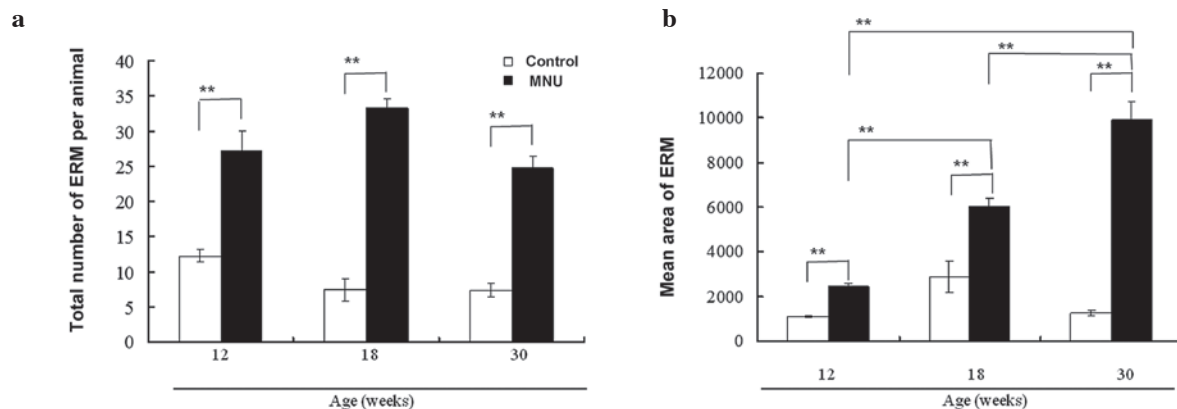 a
Total number of ERM per animal
40
35
30
25
20
15
10
5
0
**
**
**
Control
MNU
12 18 30
Age (weeks)
b
Mean area of ERM
12000
10000
8000
6000
4000
2000
0
**
**
**
**
**
**
12 18 30
Age (weeks)